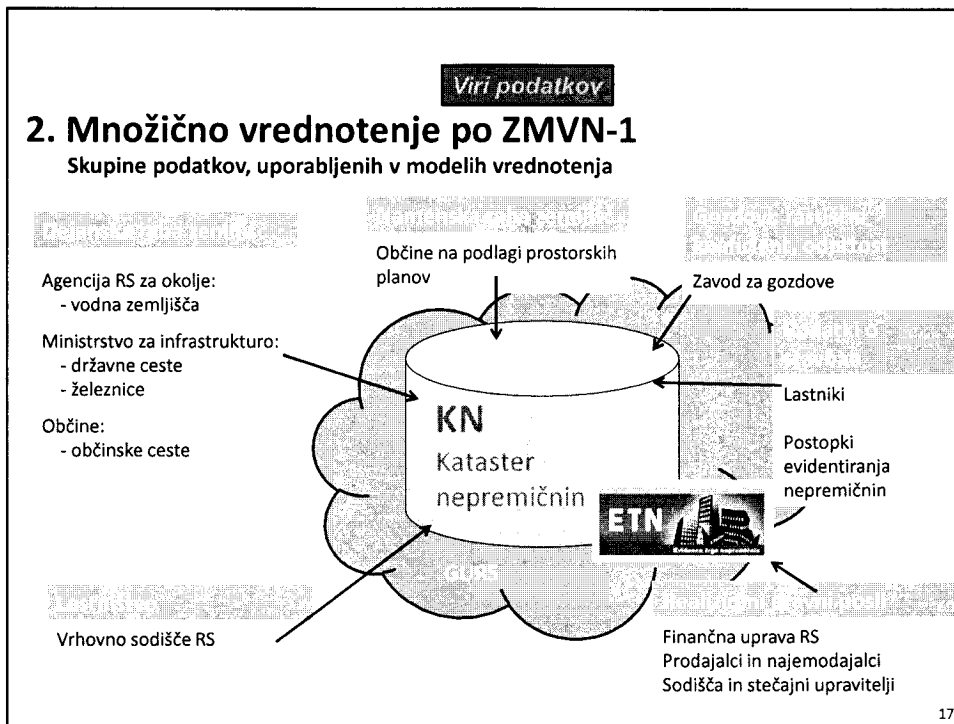 Viri podatkov
2. Množično vrednotenje po ZMVN-1
Skupine podatkov, uporabljenih v modelih vrednotenja
Agencija RS za okolje:
- vodna zemljišča
Ministrstvo za infrastrukturo:
- državne ceste
- železnice
Občine:
- občinske ceste
Občine na podlagi prostorskih
planov
Zavod za gozdove
Lastniki
Postopki
evidentiranja
nepremičnin
KN
Kataster
nepremičnin
ETN
Evidenca trga nepremičnin
GURS
Vrhovno sodišče RS
Finančna uprava RS
Prodajalci in najemodajalci
Sodišča in stečajni upravitelji
17